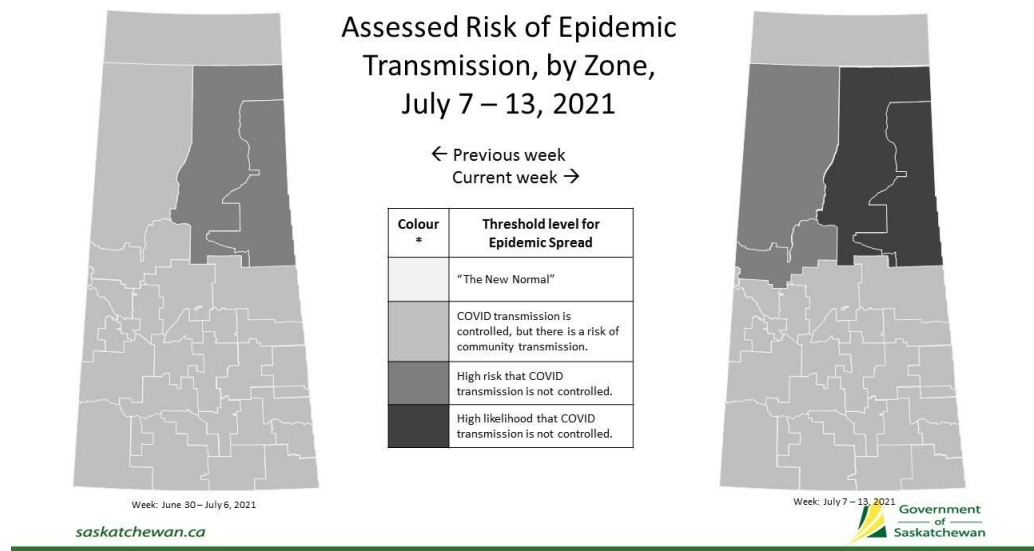 Assessed Risk of Epidemic
Transmission, by Zone,
July 7 – 13, 2021
← Previous week
Current week →
Colour
*
Threshold level for
Epidemic Spread
“The New Normal”
COVID transmission is
controlled, but there is a risk of
community transmission.
High risk that COVID
transmission is not controlled.
High likelihood that COVID
transmission is not controlled.
Week: June 30 – July 6, 2021
Week: July 7 – 13, 2021
saskatchewan.ca
Government
of
Saskatchewan